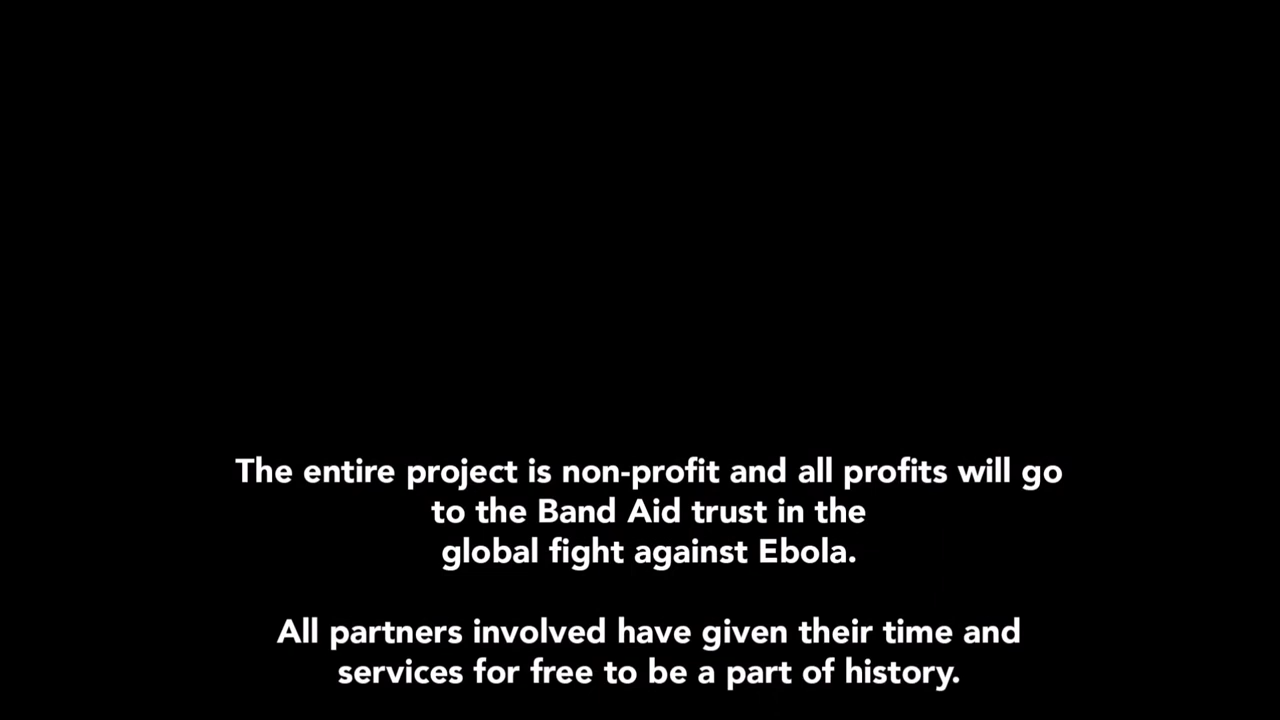 The entire project is non-profit and all profits will go
to the Band Aid trust in the
global fight against Ebola.
All partners involved have given their time and
services for free to be a part of history.